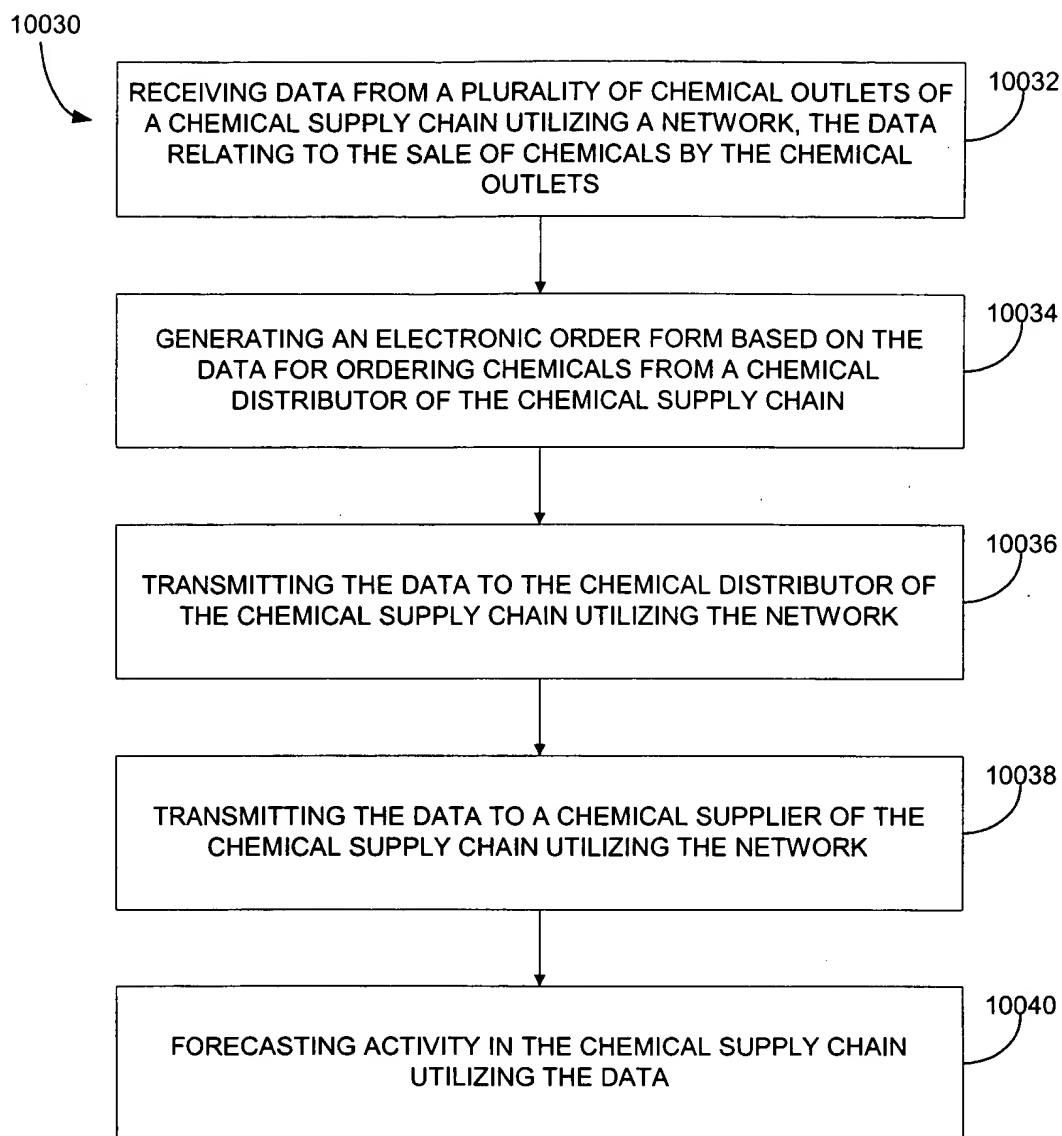 10030
RECEIVING DATA FROM A PLURALITY OF CHEMICAL OUTLETS OF
A CHEMICAL SUPPLY CHAIN UTILIZING A NETWORK, THE DATA
RELATING TO THE SALE OF CHEMICALS BY THE CHEMICAL
OUTLETS
10032
GENERATING AN ELECTRONIC ORDER FORM BASED ON THE
DATA FOR ORDERING CHEMICALS FROM A CHEMICAL
DISTRIBUTOR OF THE CHEMICAL SUPPLY CHAIN
10034
TRANSMITTING THE DATA TO THE CHEMICAL DISTRIBUTOR OF
THE CHEMICAL SUPPLY CHAIN UTILIZING THE NETWORK
10036
TRANSMITTING THE DATA TO A CHEMICAL SUPPLIER OF THE
CHEMICAL SUPPLY CHAIN UTILIZING THE NETWORK
10038
FORECASTING ACTIVITY IN THE CHEMICAL SUPPLY CHAIN
UTILIZING THE DATA
10040